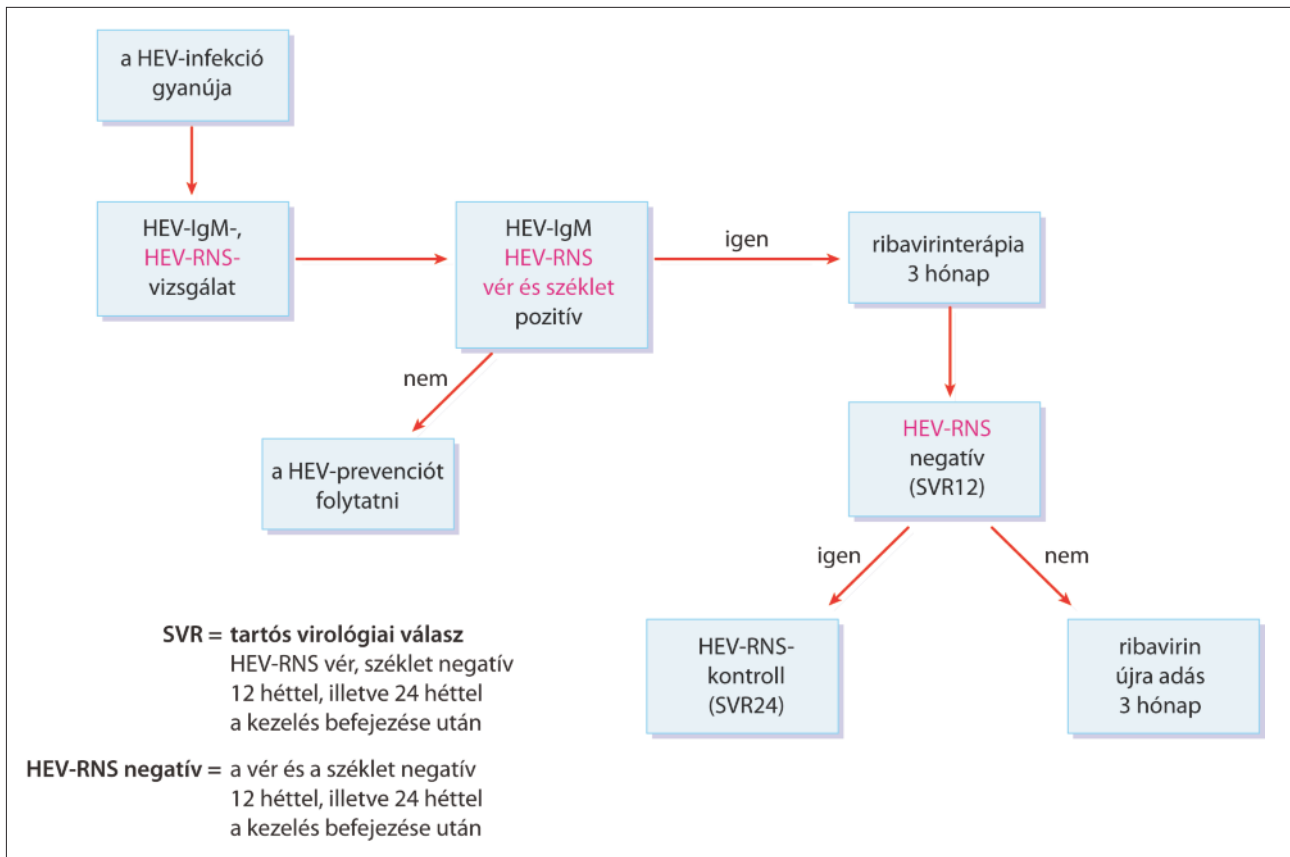 a HEV-infekció
gyanúja
HEV-IgM-,
HEV-RNS-
vizsgálat
HEV-IgM
HEV-RNS
vér és széklet
pozitív
igen
ribavirinterápia
3 hónap
nem
a HEV-prevenciót
folytatni
HEV-RNS
negatív
(SVR12)
igen
nem
HEV-RNS-
kontroll
(SVR24)
ribavirin
újra adás
3 hónap
SVR = tartós virológiai válasz
HEV-RNS vér, széklet negatív
12 héttel, illetve 24 héttel
a kezelés befejezése után
HEV-RNS negatív = a vér és a széklet negatív
12 héttel, illetve 24 héttel
a kezelés befejezése után